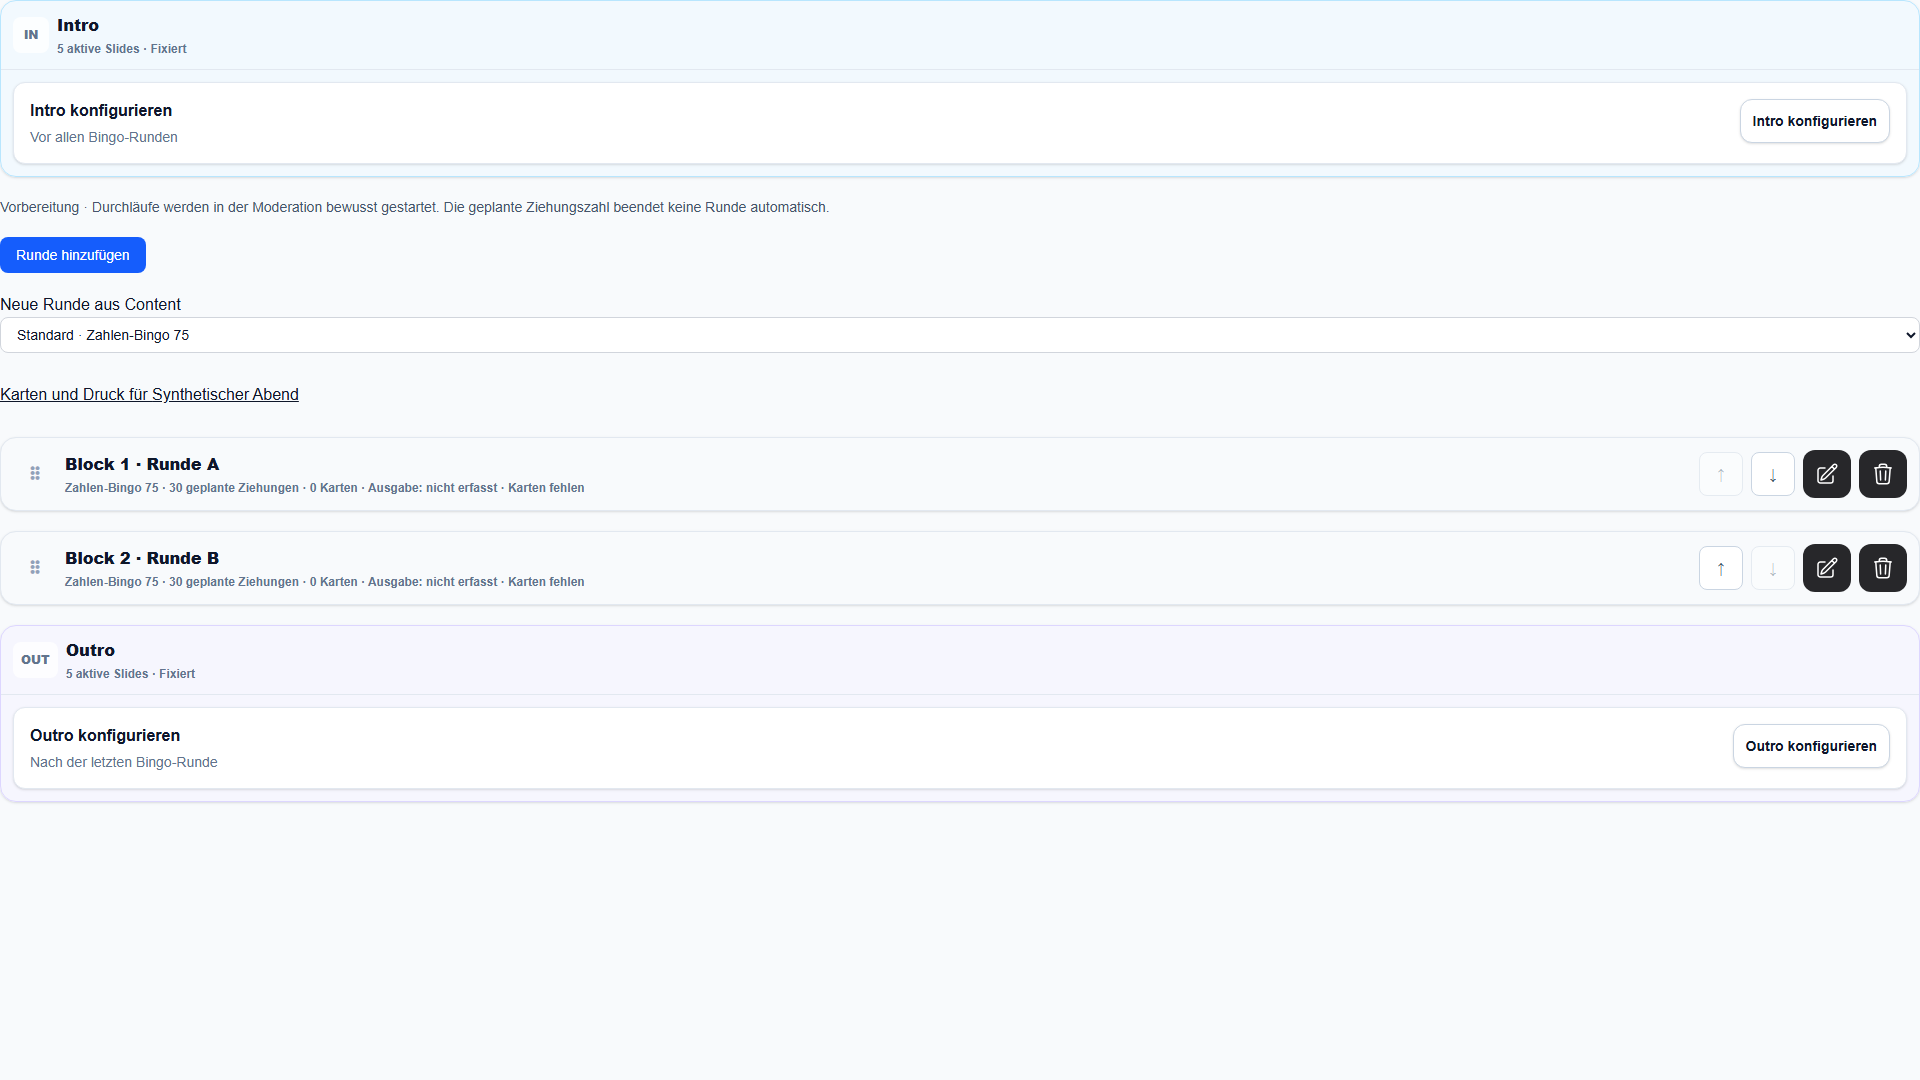 IN
Intro
5 aktive Slides · Fixiert
Intro konfigurieren
Vor allen Bingo-Runden
Intro konfigurieren
Vorbereitung · Durchläufe werden in der Moderation bewusst gestartet. Die geplante Ziehungszahl beendet keine Runde automatisch.
Runde hinzufügen
Neue Runde aus Content
Standard · Zahlen-Bingo 75
Karten und Druck für Synthetischer Abend
Block 1 · Runde A
Zahlen-Bingo 75 · 30 geplante Ziehungen · 0 Karten · Ausgabe: nicht erfasst · Karten fehlen
↑ ↓
Block 2 · Runde B
Zahlen-Bingo 75 · 30 geplante Ziehungen · 0 Karten · Ausgabe: nicht erfasst · Karten fehlen
↑ ↓
OUT
Outro
5 aktive Slides · Fixiert
Outro konfigurieren
Nach der letzten Bingo-Runde
Outro konfigurieren